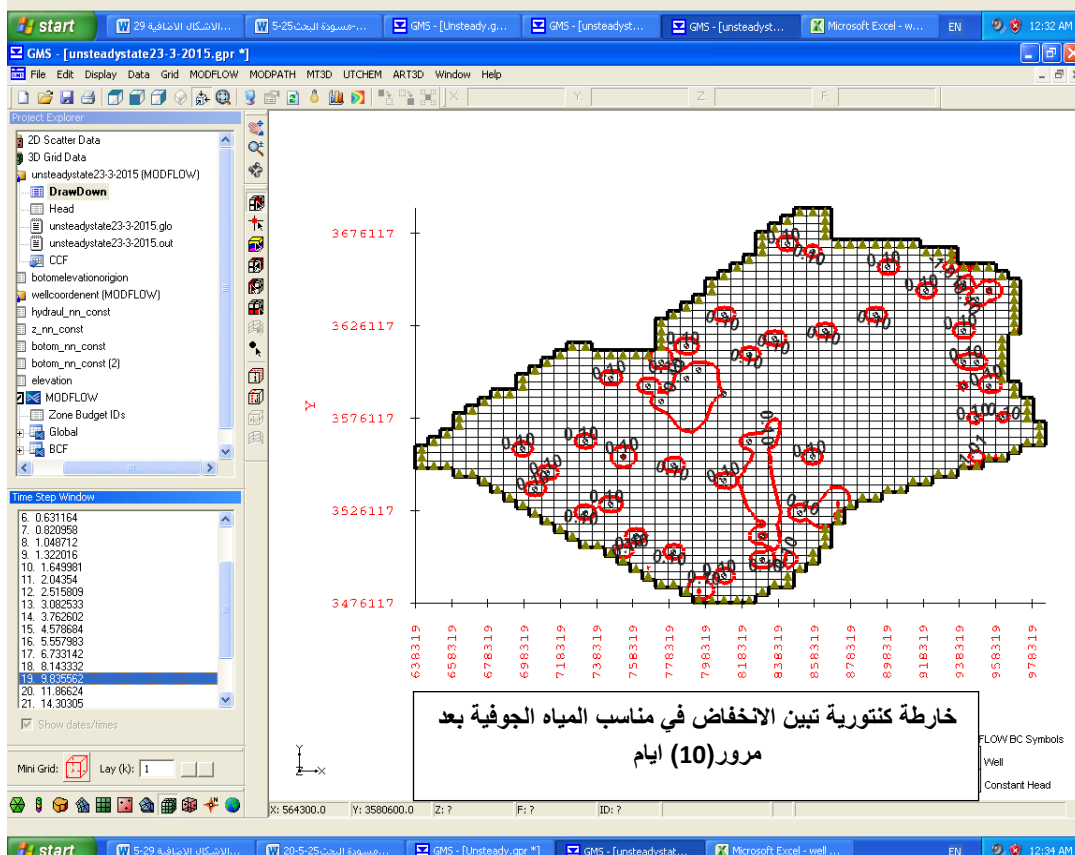 start
الاشكال الاضافية 29...
مسودة البحث25-5-...
GMS - [Unsteady.g...
GMS - [unsteadyst...
GMS - [unsteadyst...
Microsoft Excel - w...
EN
12:32 AM
GMS - [unsteadystate23-3-2015.gpr *]
File Edit Display Data Grid MODFLOW MODPATH MT3D UTCHEM ART3D Window Help
X: Y: Z: F:
Project Explorer
2D Scatter Data
3D Grid Data
unsteadystate23-3-2015 (MODFLOW)
DrawDown
Head
unsteadystate23-3-2015.glo
unsteadystate23-3-2015.out
CCF
botomelevationorigion
wellcoordenent (MODFLOW)
hydraul_nn_const
z_nn_const
botom_nn_const
botom_nn_const (2)
elevation
MODFLOW
Zone Budget IDs
Global
BCF
Time Step Window
6. 0.631164
7. 0.820958
8. 1.048712
9. 1.322016
10. 1.649981
11. 2.04354
12. 2.515809
13. 3.082533
14. 3.762602
15. 4.578684
16. 5.557983
17. 6.733142
18. 8.143332
19. 9.835562
20. 11.86624
21. 14.30305
Show dates/times
Mini Grid: Lay (k): 1
3676117
3626117
Y
3576117
3526117
3476117
638319 658319 678319 698319 718319 738319 758319 778319 798319 818319 838319 858319 878319 898319 918319 938319 958319 978319
خارطة كنتورية تبين الانخفاض في مناسب المياه الجوفية بعد
مرور(10) ايام
FLOW BC Symbols
Well
Constant Head
Y
Z x
X: 564300.0 Y: 3580600.0 Z: ? F: ? ID: ?
start
الاشكال الاضافية 29-5...
مسودة البحث25-5-20...
GMS - [Unsteady.gpr *]
GMS - [unsteadystat...
Microsoft Excel - well ...
EN
12:34 AM